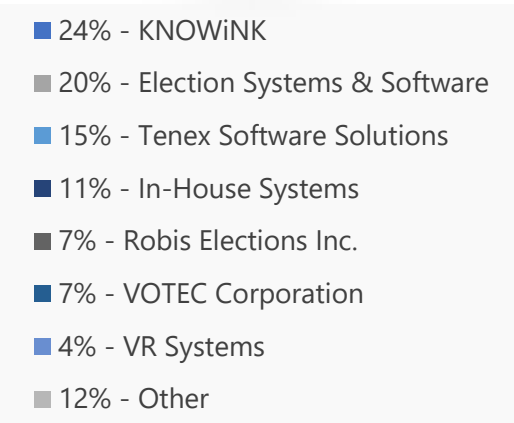 24% - KNOWiNK
20% - Election Systems & Software
15% - Tenex Software Solutions
11% - In-House Systems
7% - Robis Elections Inc.
7% - VOTEC Corporation
4% - VR Systems
12% - Other